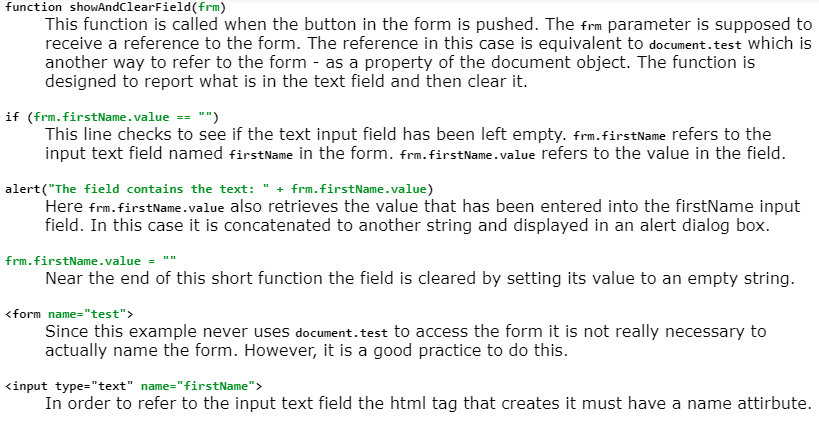 function showAndClearField(frm)
This function is called when the button in the form is pushed. The frm parameter is supposed to
receive a reference to the form. The reference in this case is equivalent to document.test which is
another way to refer to the form - as a property of the document object. The function is
designed to report what is in the text field and then clear it.
if (frm.firstName.value == "")
This line checks to see if the text input field has been left empty. frm.firstName refers to the
input text field named firstName in the form. frm.firstName.value refers to the value in the field.
alert("The field contains the text: " + frm.firstName.value)
Here frm.firstName.value also retrieves the value that has been entered into the firstName input
field. In this case it is concatenated to another string and displayed in an alert dialog box.
frm.firstName.value = ""
Near the end of this short function the field is cleared by setting its value to an empty string.
<form name="test">
Since this example never uses document.test to access the form it is not really necessary to
actually name the form. However, it is a good practice to do this.
<input type="text" name="firstName">
In order to refer to the input text field the html tag that creates it must have a name attirbute.